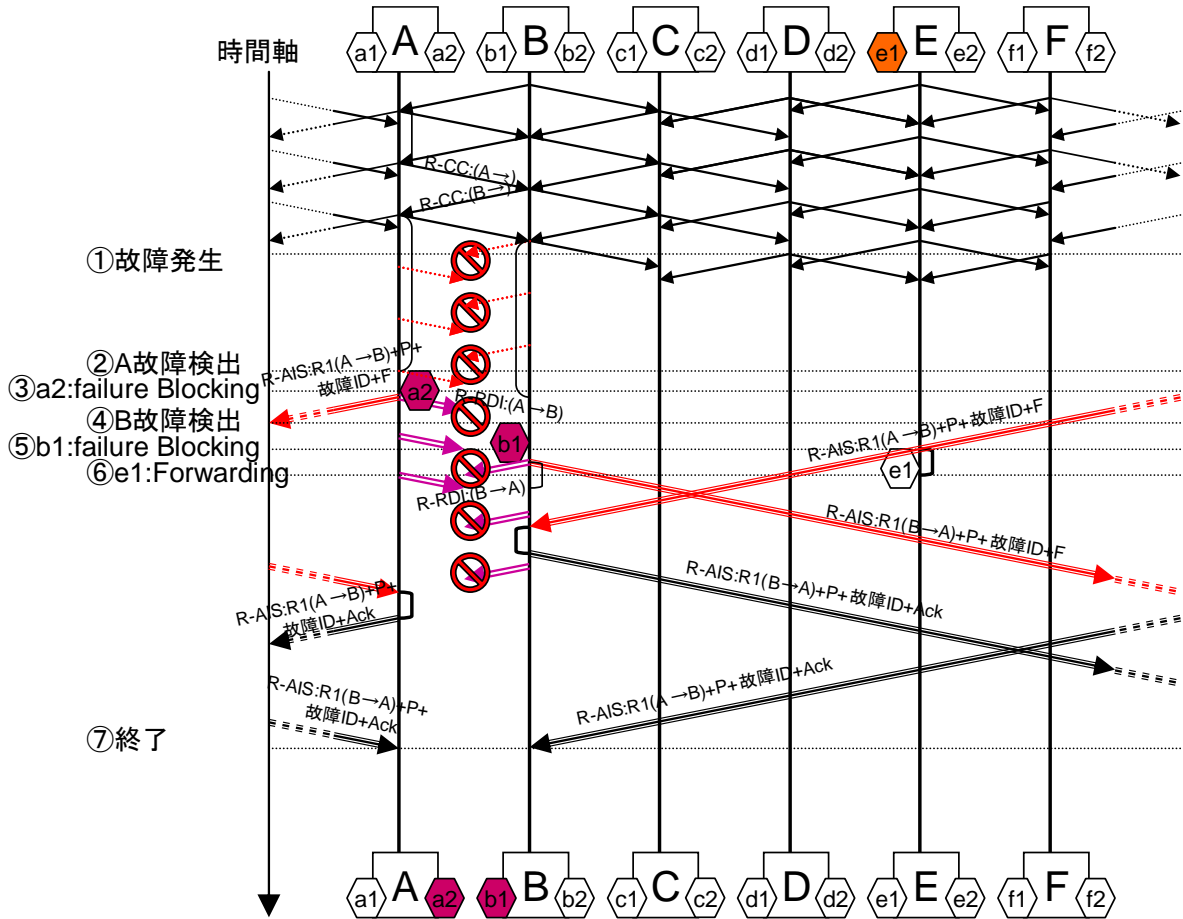 時間軸
a1 A a2 b1 B b2 c1 C c2 d1 D d2 e1 E e2 f1 F f2
R-CC:(A→)
R-CC:(B→)
①故障発生
②A故障検出
R-AIS:R1(A→B)+P+
故障ID+F
③a2:failure Blocking
a2
R-RDI:(A→B)
④B故障検出
⑤b1:failure Blocking
b1
R-AIS:R1(A→B)+P+故障ID+F
⑥e1:Forwarding
e1
R-RDI:(B→A)
R-AIS:R1(B→A)+P+故障ID+F
R-AIS:R1(B→A)+P+故障ID+Ack
R-AIS:R1(A→B)+P+
故障ID+Ack
R-AIS:R1(A→B)+P+故障ID+Ack
R-AIS:R1(B→A)+P+
故障ID+Ack
⑦終了
a1 A a2 b1 B b2 c1 C c2 d1 D d2 e1 E e2 f1 F f2